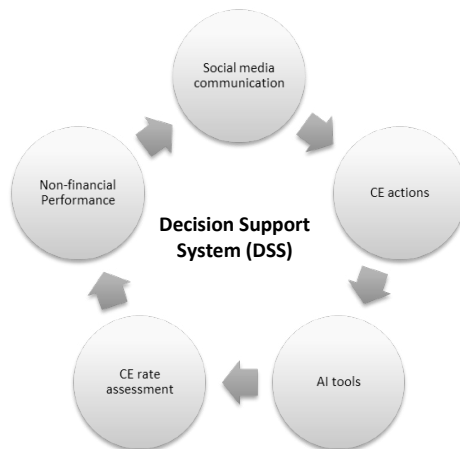 Social media
communication
CE actions
AI tools
CE rate
assessment
Non-financial
Performance
Decision Support
System (DSS)